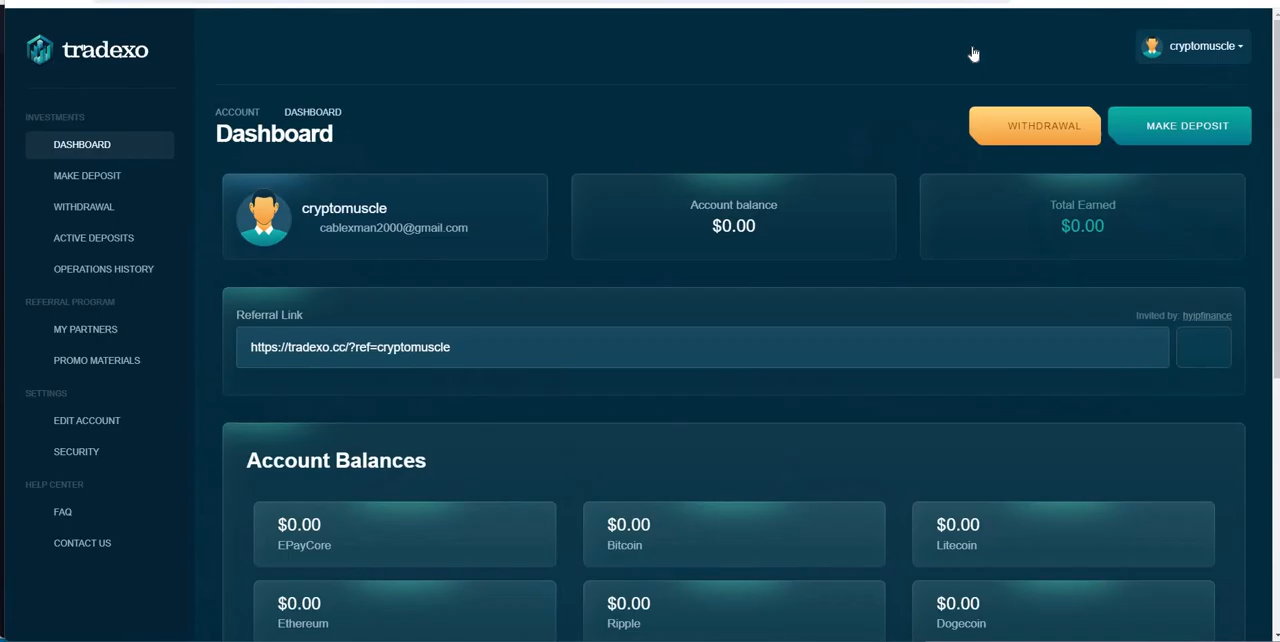 tradexo
cryptomuscle
INVESTMENTS
DASHBOARD
MAKE DEPOSIT
WITHDRAWAL
ACTIVE DEPOSITS
OPERATIONS HISTORY
REFERRAL PROGRAM
MY PARTNERS
PROMO MATERIALS
SETTINGS
EDIT ACCOUNT
SECURITY
HELP CENTER
FAQ
CONTACT US
ACCOUNT DASHBOARD
Dashboard
WITHDRAWAL
MAKE DEPOSIT
cryptomuscle
cablexman2000@gmail.com
Account balance
$0.00
Total Earned
$0.00
Referral Link
Invited by hyipfinance
https://tradexo.cc/?ref=cryptomuscle
Account Balances
$0.00
EPayCore
$0.00
Bitcoin
$0.00
Litecoin
$0.00
Ethereum
$0.00
Ripple
$0.00
Dogecoin